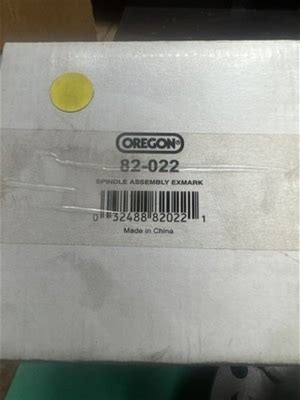 OREGON®
82-022
SPINDLE ASSEMBLY EXMARK
0 32488 82022 1
Made in China